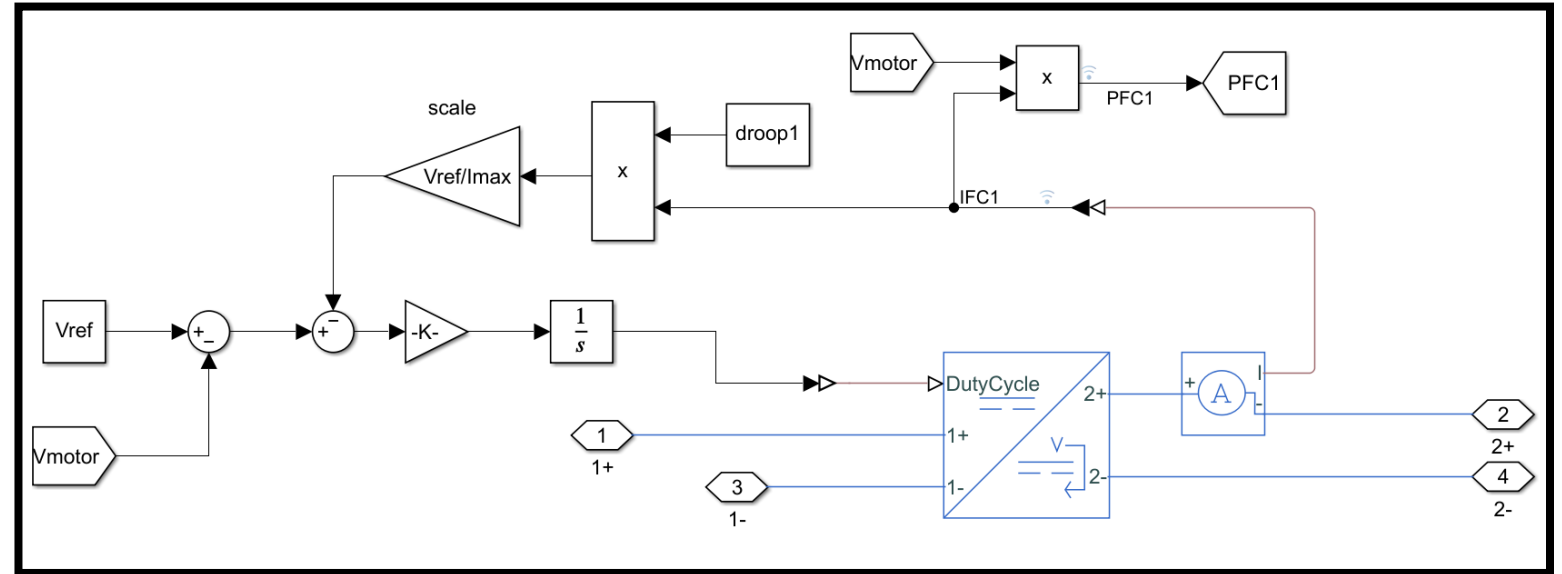 Vmotor
x
PFC1
PFC1
scale
droop1
Vref/Imax
x
IFC1
Vref
+
−
+
−
-K-
1
s
DutyCycle
2+
+
A
I
-
1
1+
1+
2
2+
Vmotor
V
3
1-
1-
2-
4
2-